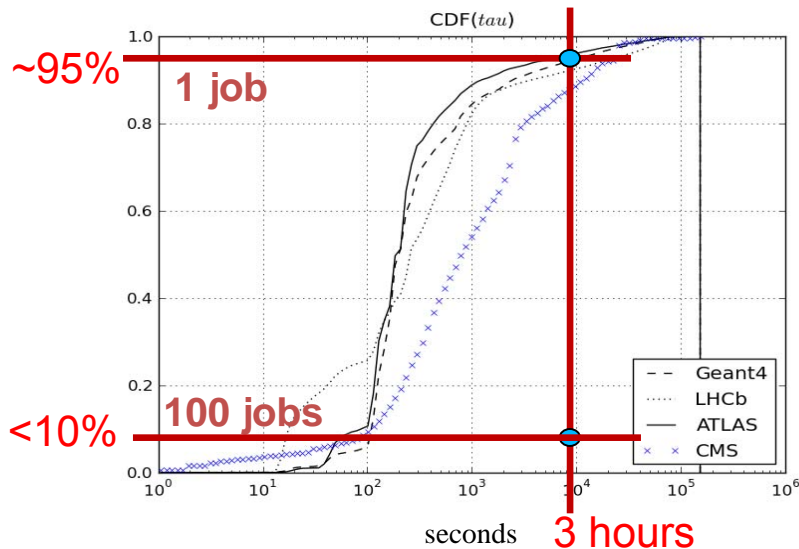 CDF(tau)
1.0
~95%
1 job
0.8
0.6
0.4
0.2
100 jobs
<10%
0.0
Geant4
LHCb
ATLAS
CMS
10^0 10^1 10^2 10^3 10^4 10^5 10^6
seconds 3 hours